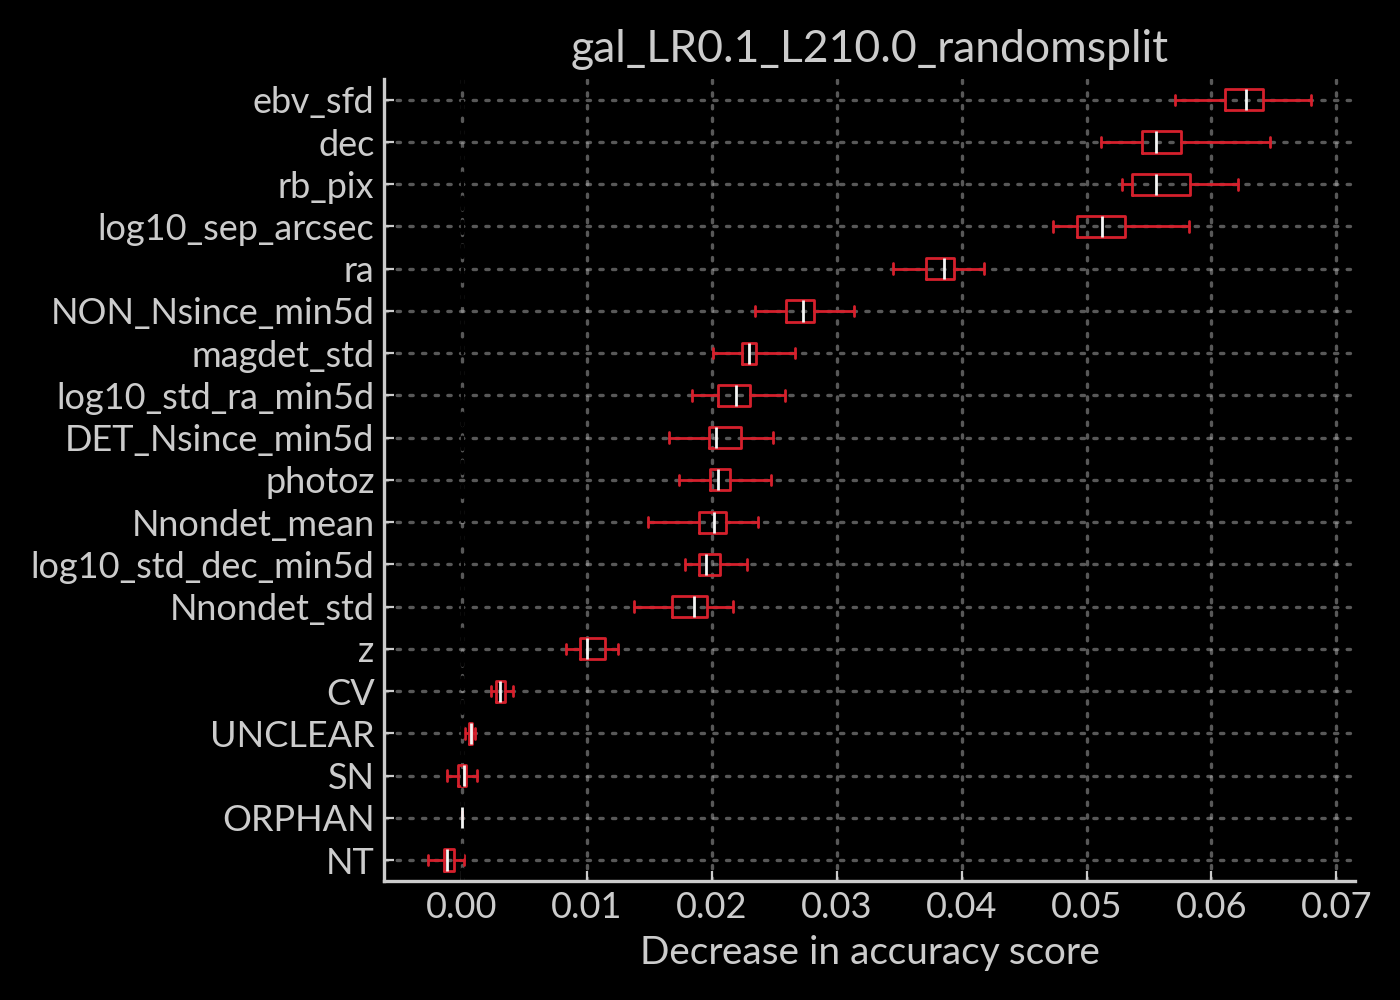 gal_LR0.1_L210.0_randomsplit
ebv_sfd
dec
rb_pix
log10_sep_arcsec
ra
NON_Nsince_min5d
magdet_std
log10_std_ra_min5d
DET_Nsince_min5d
photoz
Nnondet_mean
log10_std_dec_min5d
Nnondet_std
z
CV
UNCLEAR
SN
ORPHAN
NT
0.00 0.01 0.02 0.03 0.04 0.05 0.06 0.07
Decrease in accuracy score